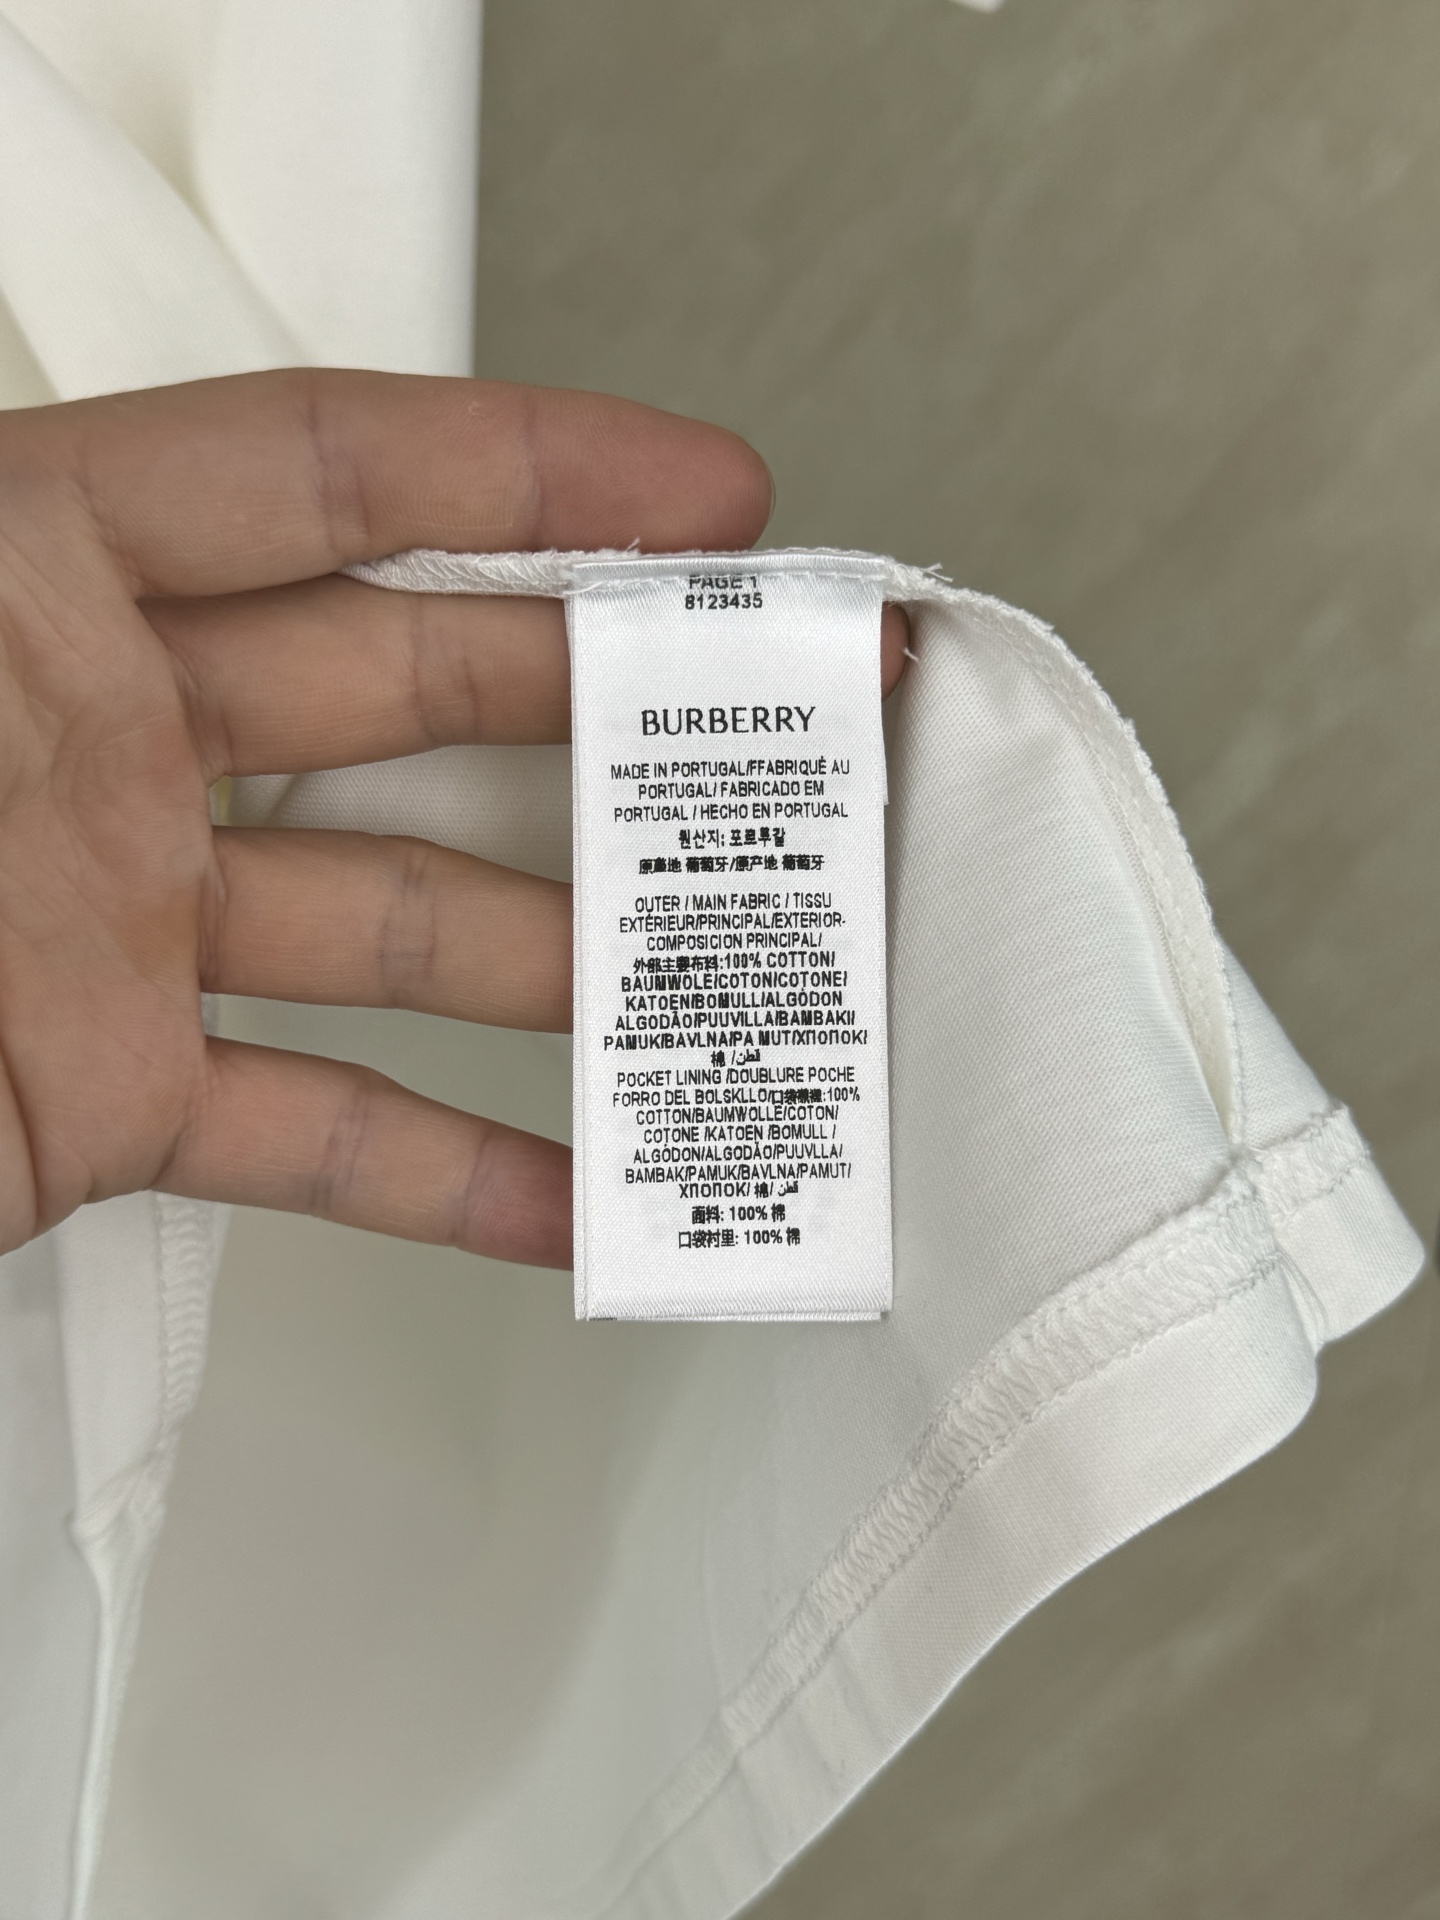 PAGE 1
8123435
BURBERRY
MADE IN PORTUGAL/FFABRIQUÉ AU
PORTUGAL/ FABRICADO EM
PORTUGAL / HECHO EN PORTUGAL
원산지: 포르투갈
原產地 葡萄牙/原产地 葡萄牙
OUTER / MAIN FABRIC / TISSU
EXTÉRIEUR/PRINCIPAL/EXTERIOR-
COMPOSICION PRINCIPAL/
外部主要布料:100% COTTON/
BAUMWOLE/COTON/COTONE/
KATOEN/BOMULL/ALGÓDON
ALGODÃO/PUUVILLA/BAMBAKI/
PAMUK/BAVLNA/PA MUT/ХПОПОК/
棉 /قطن
POCKET LINING /DOUBLURE POCHE
FORRO DEL BOLSKLLO/口袋襯裡:100%
COTTON/BAUMWOLLE/COTON/
COTONE /KATOEN /BOMULL /
ALGÓDON/ALGODÃO/PUUVLLA/
BAMBAK/PAMUK/BAVLNA/PAMUT/
ХПОПОК/ 棉/ قطن
面料: 100% 棉
口袋衬里: 100% 棉